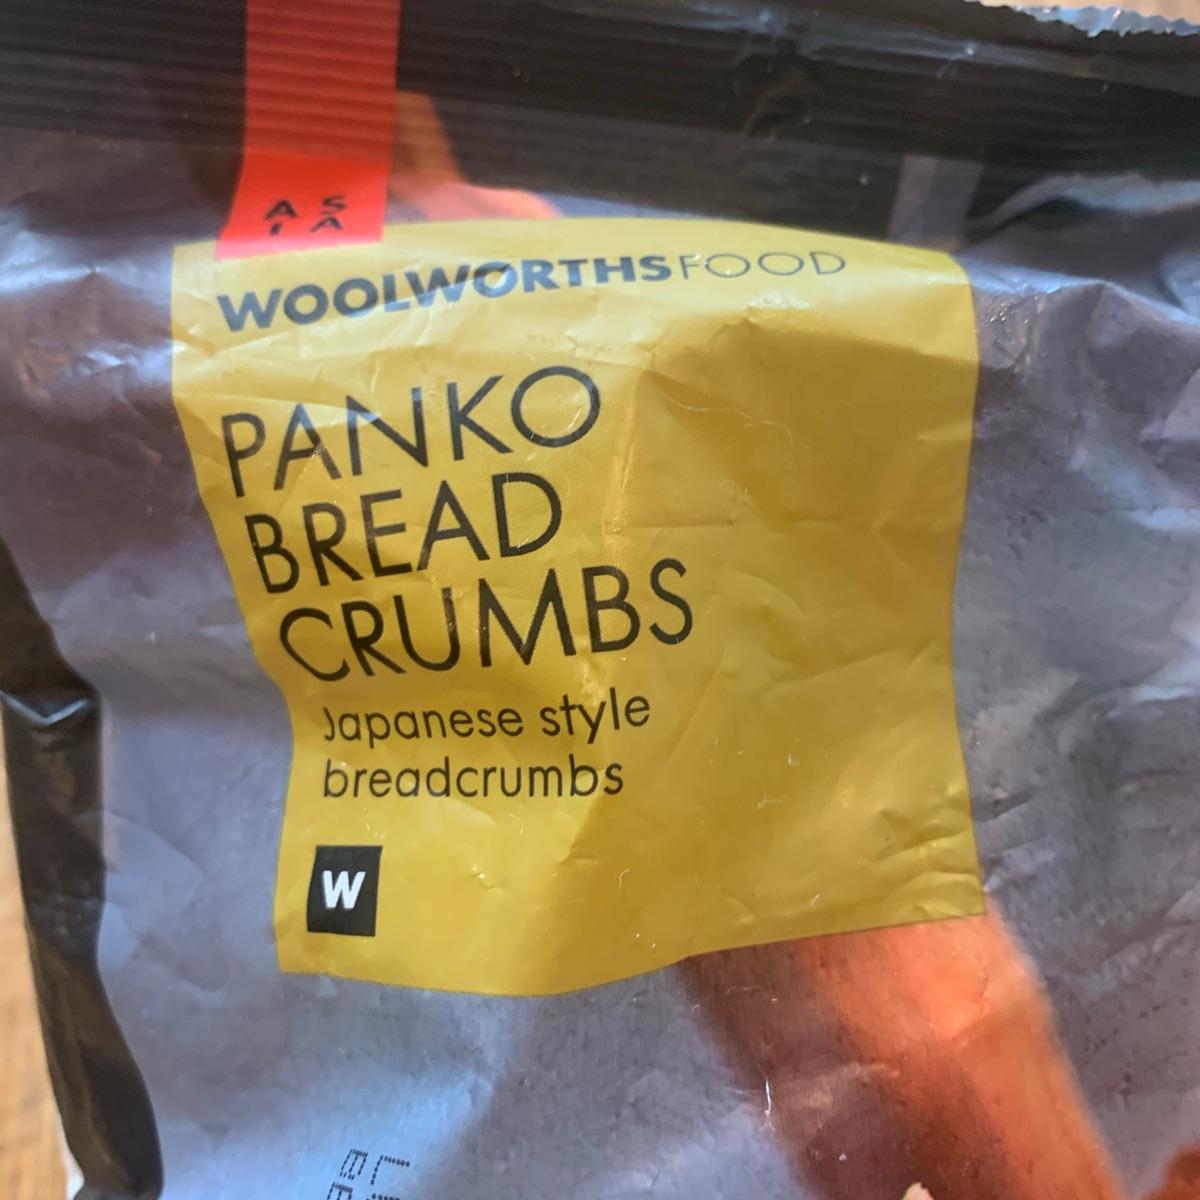 A S
I A
WOOLWORTHSFOOD
PANKO
BREAD
CRUMBS
Japanese style
breadcrumbs
W